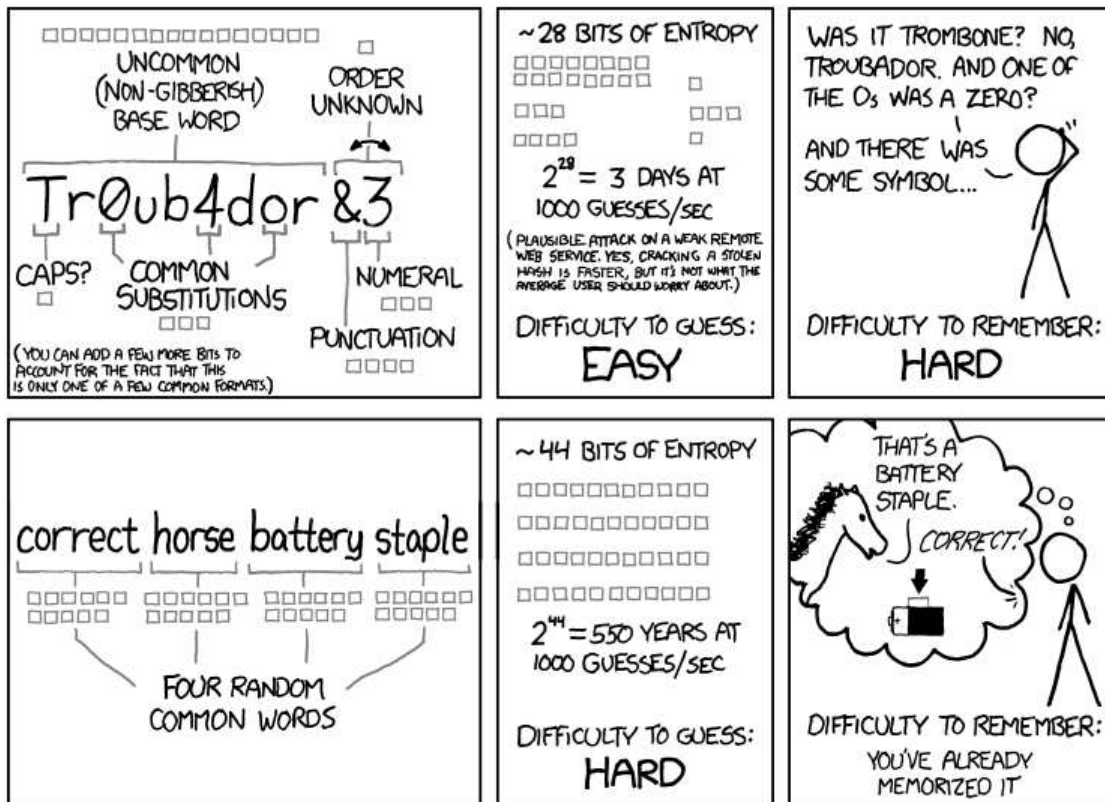 UNCOMMON
(NON-GIBBERISH)
BASE WORD
ORDER
UNKNOWN
Tr0ub4dor &3
CAPS?
COMMON
SUBSTITUTIONS
NUMERAL
PUNCTUATION
(YOU CAN ADD A FEW MORE BITS TO
ACCOUNT FOR THE FACT THAT THIS
IS ONLY ONE OF A FEW COMMON FORMATS.)
~28 BITS OF ENTROPY
2^28 = 3 DAYS AT
1000 GUESSES/SEC
(PLAUSIBLE ATTACK ON A WEAK REMOTE
WEB SERVICE. YES, CRACKING A STOLEN
HASH IS FASTER, BUT IT'S NOT WHAT THE
AVERAGE USER SHOULD WORRY ABOUT.)
DIFFICULTY TO GUESS:
EASY
WAS IT TROMBONE? NO,
TROUBADOR. AND ONE OF
THE Os WAS A ZERO?
AND THERE WAS
SOME SYMBOL...
DIFFICULTY TO REMEMBER:
HARD
correct horse battery staple
FOUR RANDOM
COMMON WORDS
~44 BITS OF ENTROPY
2^44 = 550 YEARS AT
1000 GUESSES/SEC
DIFFICULTY TO GUESS:
HARD
THAT'S A
BATTERY
STAPLE.
CORRECT!
+
DIFFICULTY TO REMEMBER:
YOU'VE ALREADY
MEMORIZED IT